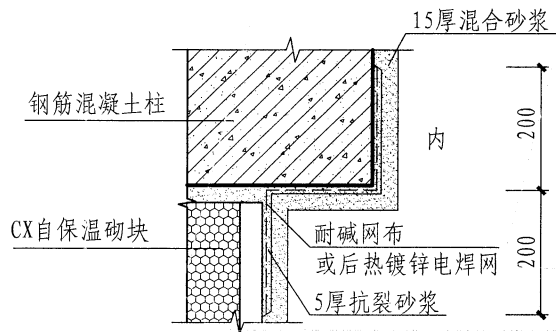 15厚混合砂浆
钢筋混凝土柱
内
200
CX自保温砌块
耐碱网布
或后热镀锌电焊网
200
5厚抗裂砂浆